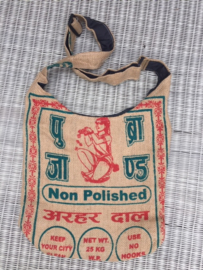 पु ब्रा
जा ण्ड
Non Polished
अरहर दाल
KEEP YOUR CITY
NET WT. 25 KG
USE NO HOOKS